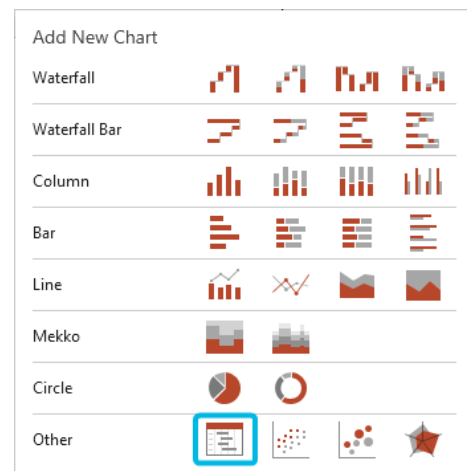 Add New Chart
Waterfall
Waterfall Bar
Column
Bar
Line
Mekko
Circle
Other